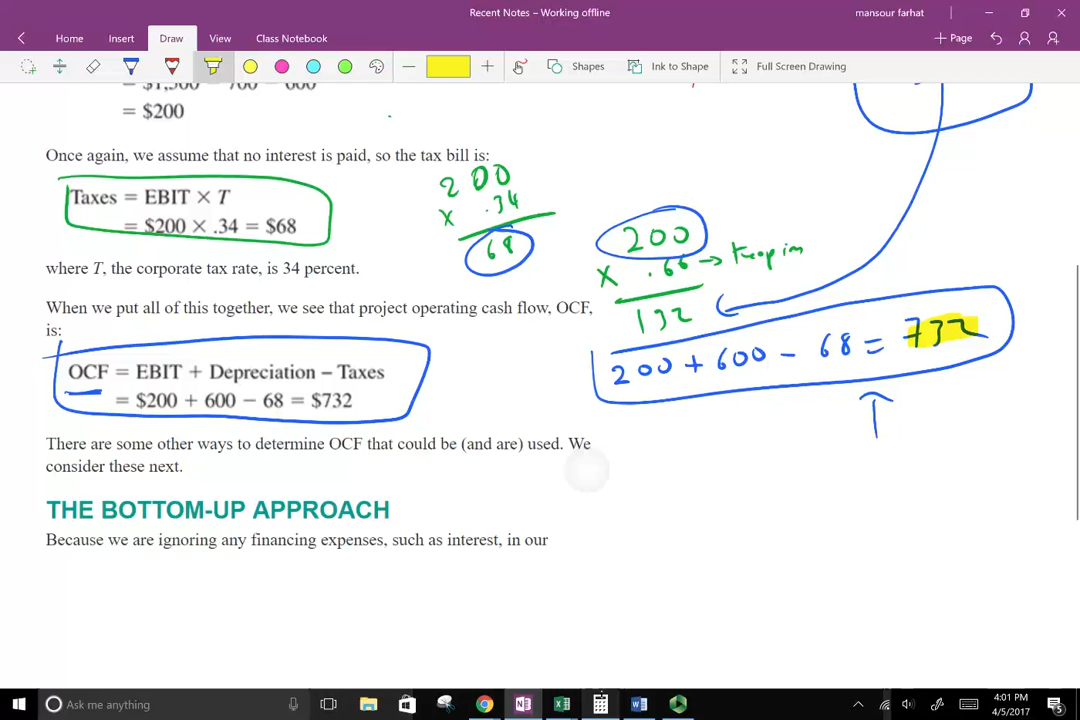 Recent Notes – Working offline
mansour farhat
Home Insert Draw View Class Notebook
Page
Shapes Ink to Shape Full Screen Drawing
= $1,500 − 700 − 600
= $200
Once again, we assume that no interest is paid, so the tax bill is:
Taxes = EBIT × T
= $200 × .34 = $68
200
× .34
68
200
× .66 → keep in
132
where T, the corporate tax rate, is 34 percent.
When we put all of this together, we see that project operating cash flow, OCF,
is:
OCF = EBIT + Depreciation − Taxes
= $200 + 600 − 68 = $732
200 + 600 − 68 = 732
There are some other ways to determine OCF that could be (and are) used. We
consider these next.
THE BOTTOM-UP APPROACH
Because we are ignoring any financing expenses, such as interest, in our
Ask me anything
4:01 PM
4/5/2017
5